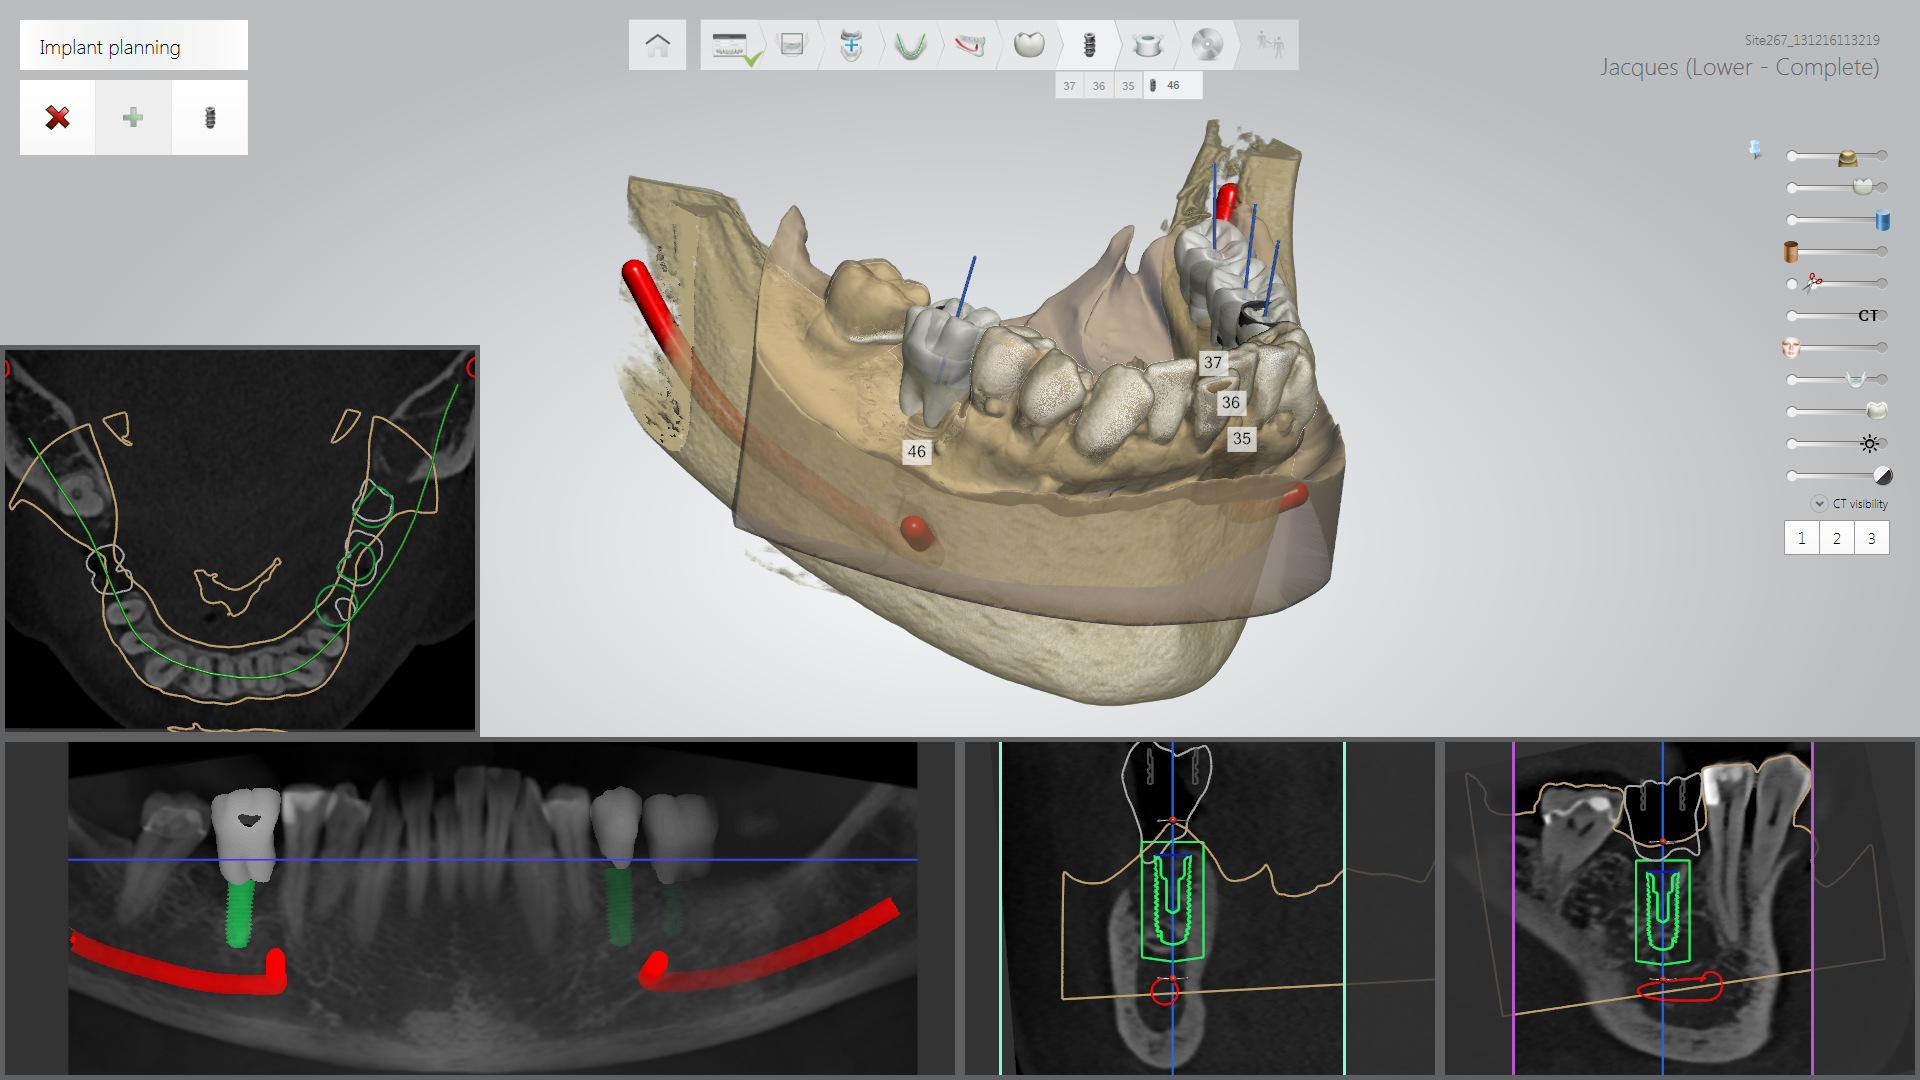 Implant planning
37 36 35 46
Site267_131216113219
Jacques (Lower - Complete)
CT
CT visibility
1 2 3
37
36
35
46